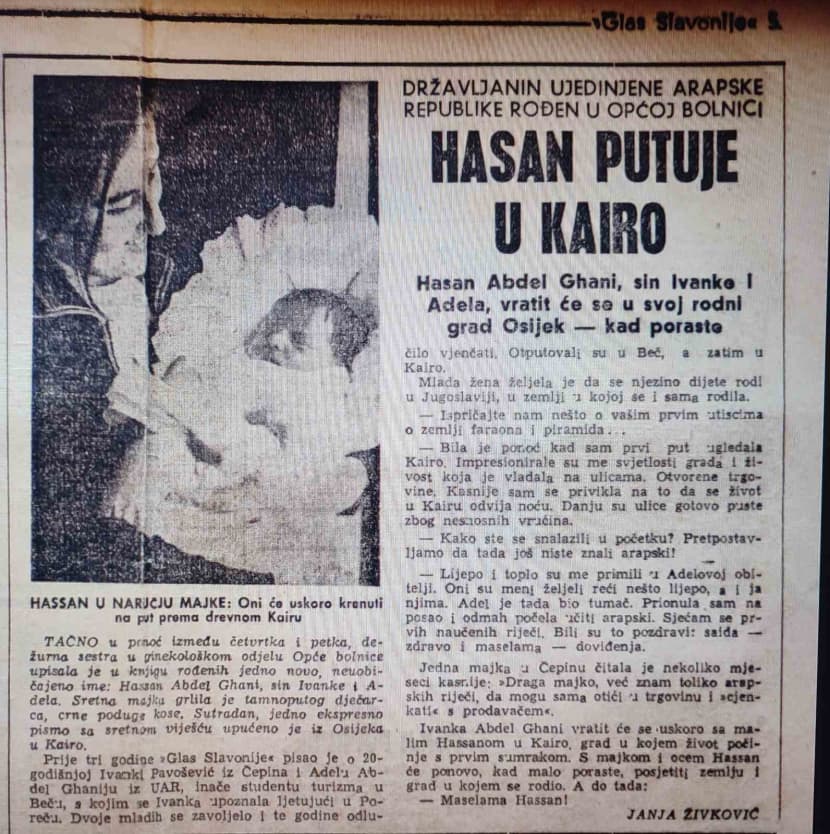 »Glas Slavonije« 5.
DRŽAVLJANIN UJEDINJENE ARAPSKE
REPUBLIKE ROĐEN U OPĆOJ BOLNICI
HASAN PUTUJE
U KAIRO
Hasan Abdel Ghani, sin Ivanke i
Adela, vratit će se u svoj rodni
grad Osijek — kad poraste
HASSAN U NARUČJU MAJKE: Oni će uskoro krenuti
na put prema drevnom Kairu
TAČNO u ponoć između četvrtka i petka, de-
žurna sestra u ginekološkom odjelu Opće bolnice
upisala je u knjigu rođenih jedno novo, neuobi-
čajeno ime: Hassan Abdel Ghani, sin Ivanke i A-
dela. Sretna majka grlila je tamnoputog dječar-
ca, crne poduge kose. Sutradan, jedno ekspresno
pismo sa sretnom viješću upućeno je iz Osijeka
u Kairo.
Prije tri godine »Glas Slavonije« pisao je o 20-
godišnjoj Ivanki Pavošević iz Čepina i Adelu Ab-
del Ghaniju iz UAR, inače studentu turizma u
Beču, s kojim se Ivanka upoznala ljetujući u Po-
reču. Dvoje mladih se zavoljelo i te godine odlu-
čilo vjenčati. Otputovali su u Beč, a zatim u
Kairo.
Mlada žena željela je da se njezino dijete rodi
u Jugoslaviji, u zemlji u kojoj se i sama rodila.
— Ispričajte nam nešto o vašim prvim utiscima
o zemlji faraona i piramida...
— Bila je ponoć kad sam prvi put ugledala
Kairo. Impresionirale su me svjetlosti grada i ži-
vost koja je vladala na ulicama. Otvorene trgo-
vine. Kasnije sam se privikla na to da se život
u Kairu odvija noću. Danju su ulice gotovo puste
zbog nesnosnih vrućina.
— Kako ste se snalazili u početku? Pretpostav-
ljamo da tada još niste znali arapski!
— Lijepo i toplo su me primili u Adelovoj obi-
telji. Oni su meni željeli reći nešto lijepo, a i ja
njima. Adel je tada bio tumač. Prionula sam na
posao i odmah počela učiti arapski. Sjećam se pr-
vih naučenih riječi. Bili su to pozdravi: saida —
zdravo i maselama — doviđenja.
Jedna majka u Čepinu čitala je nekoliko mje-
seci kasnije: »Draga majko, već znam toliko arap-
skih riječi, da mogu sama otići u trgovinu i »cjen-
kati« s prodavačem«.
Ivanka Abdel Ghani vratit će se uskoro sa ma-
lim Hassanom u Kairo, grad u kojem život poči-
nje s prvim sumrakom. S majkom i ocem Hassan
će ponovo, kad malo poraste, posjetiti zemlju i
grad u kojem se rodio. A do tada:
— Maselama Hassan!
JANJA ŽIVKOVIĆ